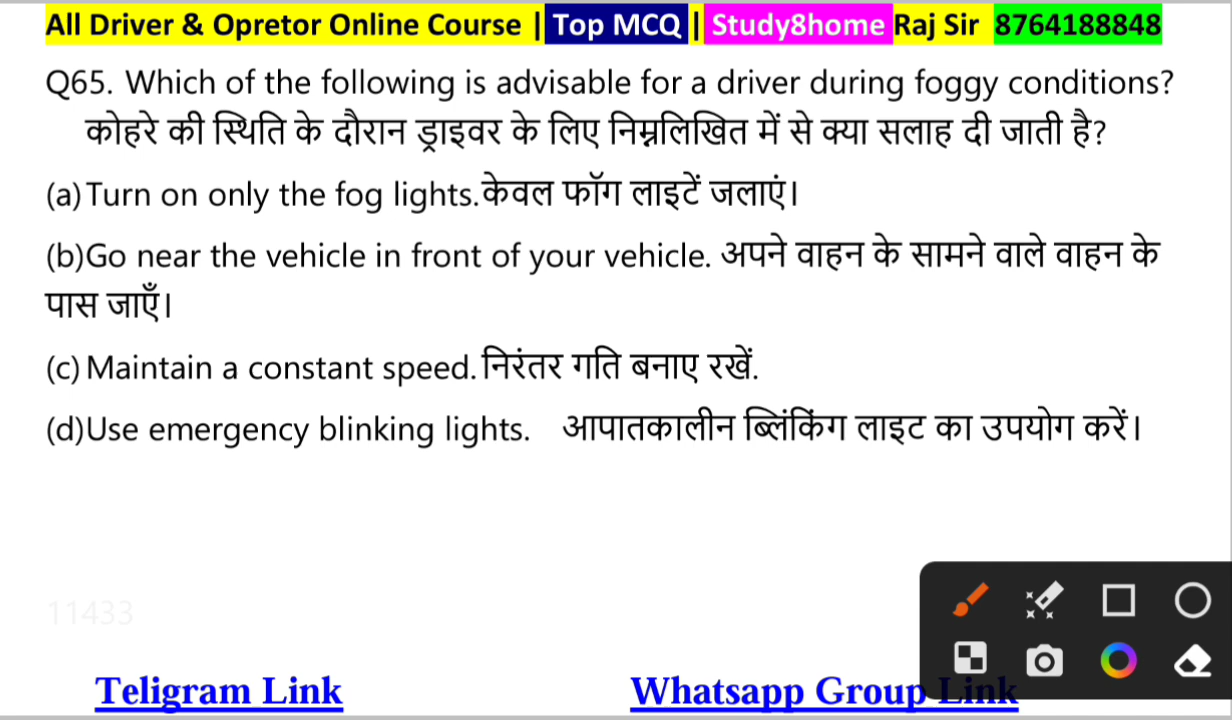 All Driver & Opretor Online Course | Top MCQ | Study8home Raj Sir 8764188848
Q65. Which of the following is advisable for a driver during foggy conditions?
कोहरे की स्थिति के दौरान ड्राइवर के लिए निम्नलिखित में से क्या सलाह दी जाती है?
(a) Turn on only the fog lights. केवल फॉग लाइटें जलाएं।
(b)Go near the vehicle in front of your vehicle. अपने वाहन के सामने वाले वाहन के
पास जाएँ।
(c) Maintain a constant speed. निरंतर गति बनाए रखें.
(d)Use emergency blinking lights. आपातकालीन ब्लिंकिंग लाइट का उपयोग करें।
11433
Teligram Link Whatsapp Group Link